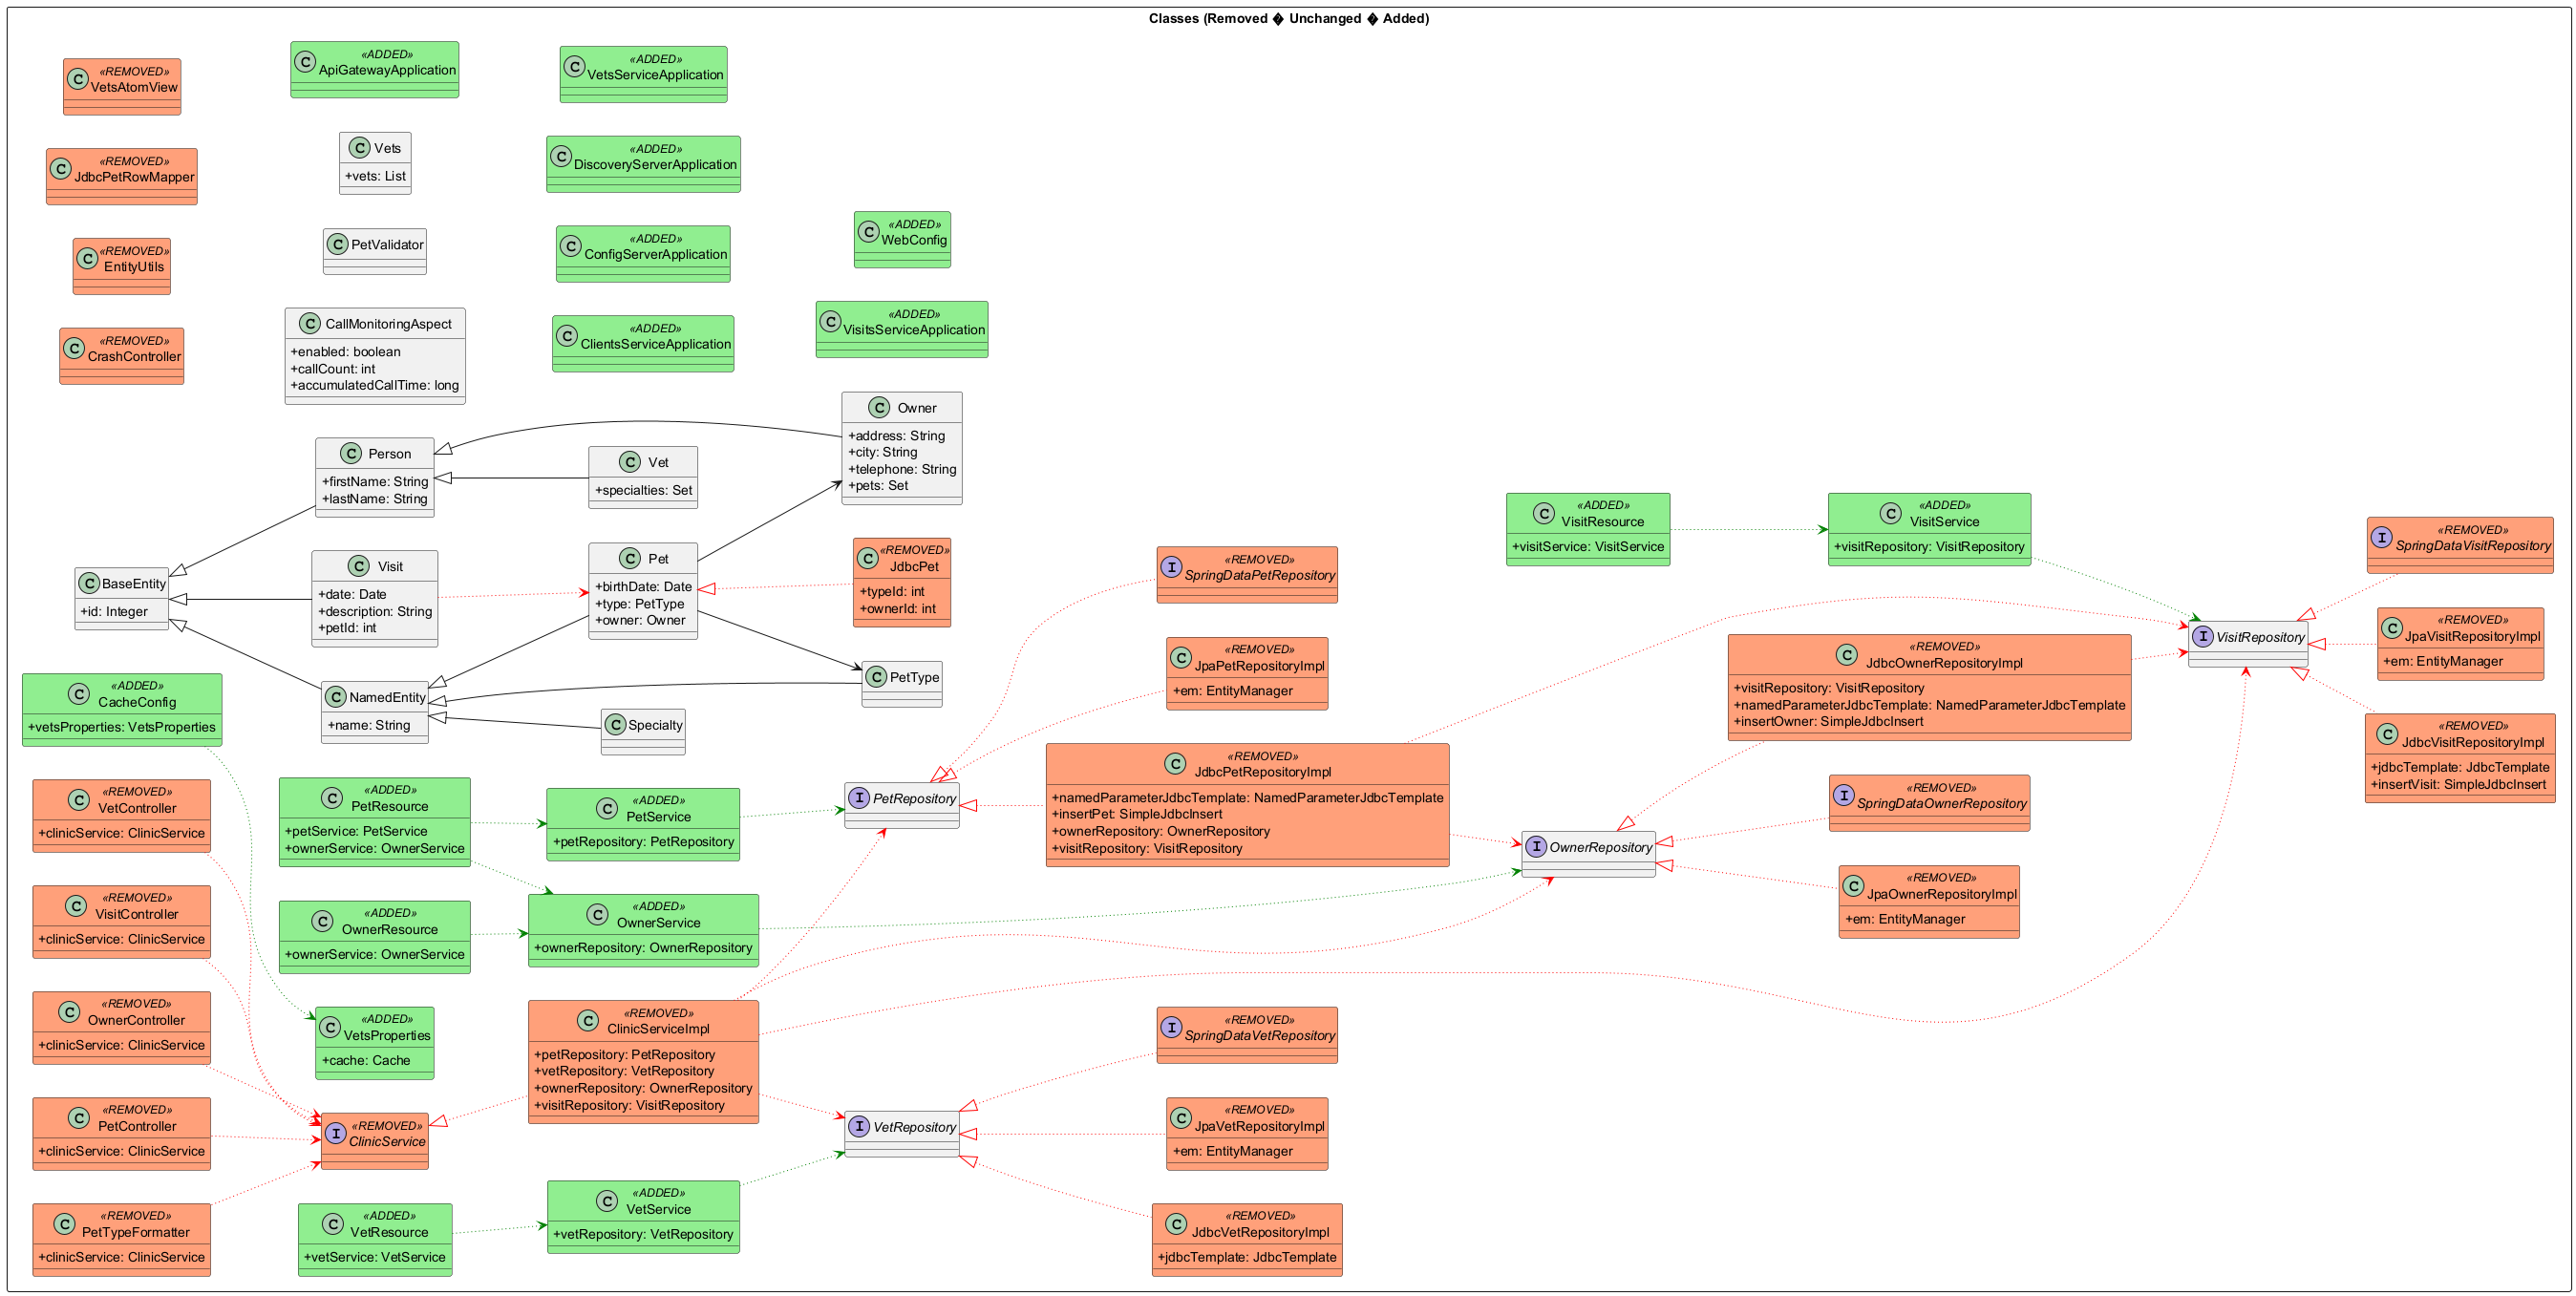 Classes (Removed � Unchanged � Added)
C «REMOVED»
VetsAtomView
C «REMOVED»
JdbcPetRowMapper
C «REMOVED»
EntityUtils
C «REMOVED»
CrashController
C «ADDED»
ApiGatewayApplication
C Vets
+vets: List
C PetValidator
C CallMonitoringAspect
+enabled: boolean
+callCount: int
+accumulatedCallTime: long
C «ADDED»
VetsServiceApplication
C «ADDED»
DiscoveryServerApplication
C «ADDED»
ConfigServerApplication
C «ADDED»
ClientsServiceApplication
C «ADDED»
WebConfig
C «ADDED»
VisitsServiceApplication
C BaseEntity
+id: Integer
C Person
+firstName: String
+lastName: String
C Visit
+date: Date
+description: String
+petId: int
C NamedEntity
+name: String
C Vet
+specialties: Set
C Pet
+birthDate: Date
+type: PetType
+owner: Owner
C Specialty
C Owner
+address: String
+city: String
+telephone: String
+pets: Set
C «REMOVED»
JdbcPet
+typeId: int
+ownerId: int
C PetType
C «ADDED»
CacheConfig
+vetsProperties: VetsProperties
C «REMOVED»
VetController
+clinicService: ClinicService
C «REMOVED»
VisitController
+clinicService: ClinicService
C «REMOVED»
OwnerController
+clinicService: ClinicService
C «REMOVED»
PetController
+clinicService: ClinicService
C «REMOVED»
PetTypeFormatter
+clinicService: ClinicService
C «ADDED»
PetResource
+petService: PetService
+ownerService: OwnerService
C «ADDED»
OwnerResource
+ownerService: OwnerService
C «ADDED»
VetsProperties
+cache: Cache
I «REMOVED»
ClinicService
C «ADDED»
VetResource
+vetService: VetService
C «ADDED»
PetService
+petRepository: PetRepository
C «ADDED»
OwnerService
+ownerRepository: OwnerRepository
C «REMOVED»
ClinicServiceImpl
+petRepository: PetRepository
+vetRepository: VetRepository
+ownerRepository: OwnerRepository
+visitRepository: VisitRepository
C «ADDED»
VetService
+vetRepository: VetRepository
I PetRepository
I VetRepository
I «REMOVED»
SpringDataPetRepository
C «REMOVED»
JpaPetRepositoryImpl
+em: EntityManager
C «REMOVED»
JdbcPetRepositoryImpl
+namedParameterJdbcTemplate: NamedParameterJdbcTemplate
+insertPet: SimpleJdbcInsert
+ownerRepository: OwnerRepository
+visitRepository: VisitRepository
I «REMOVED»
SpringDataVetRepository
C «REMOVED»
JpaVetRepositoryImpl
+em: EntityManager
C «REMOVED»
JdbcVetRepositoryImpl
+jdbcTemplate: JdbcTemplate
C «ADDED»
VisitResource
+visitService: VisitService
I OwnerRepository
C «ADDED»
VisitService
+visitRepository: VisitRepository
C «REMOVED»
JdbcOwnerRepositoryImpl
+visitRepository: VisitRepository
+namedParameterJdbcTemplate: NamedParameterJdbcTemplate
+insertOwner: SimpleJdbcInsert
I «REMOVED»
SpringDataOwnerRepository
C «REMOVED»
JpaOwnerRepositoryImpl
+em: EntityManager
I VisitRepository
I «REMOVED»
SpringDataVisitRepository
C «REMOVED»
JpaVisitRepositoryImpl
+em: EntityManager
C «REMOVED»
JdbcVisitRepositoryImpl
+jdbcTemplate: JdbcTemplate
+insertVisit: SimpleJdbcInsert